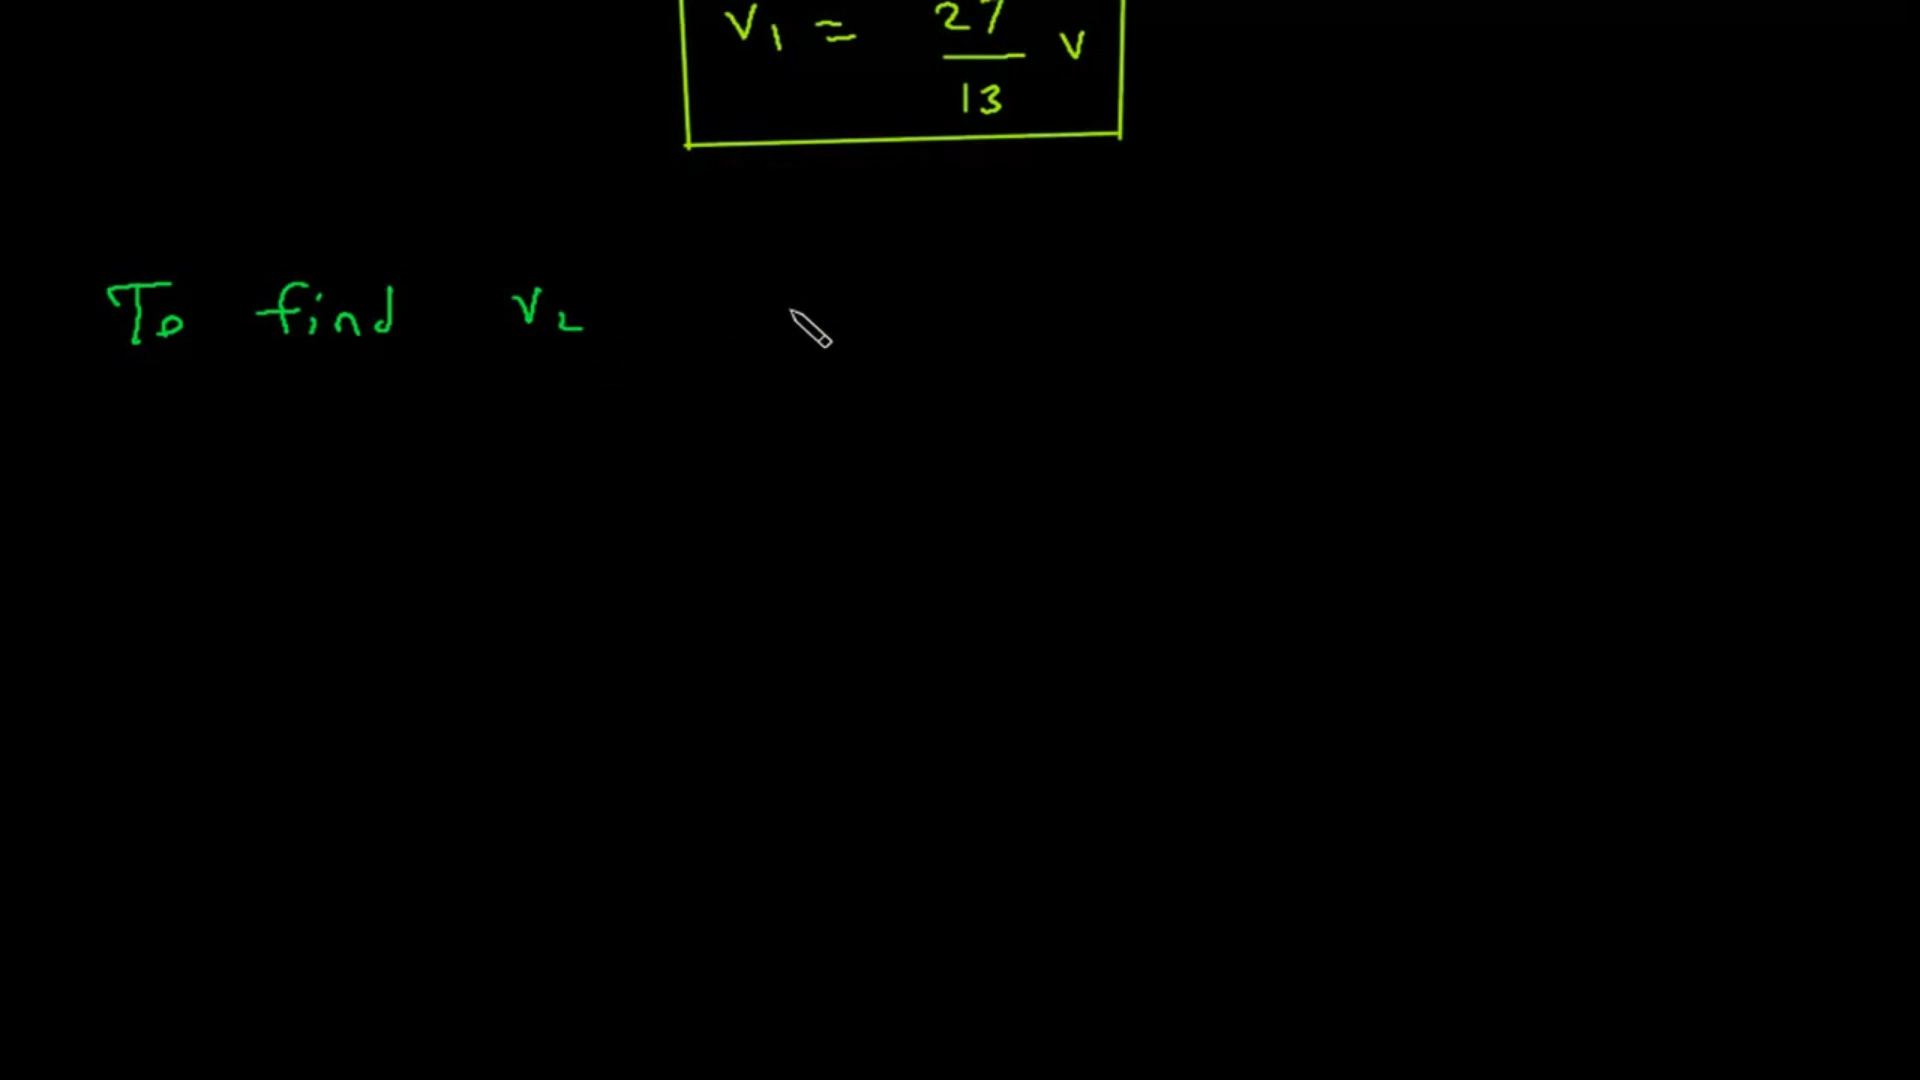 V₁ = 27/13 V
To find V₂